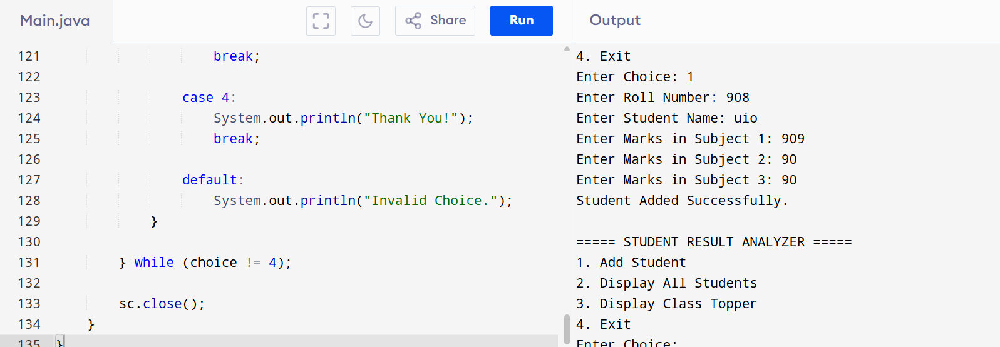 Main.java
Share
Run
Output
121 break;
122
123 case 4:
124 System.out.println("Thank You!");
125 break;
126
127 default:
128 System.out.println("Invalid Choice.");
129 }
130
131 } while (choice != 4);
132
133 sc.close();
134 }
135 }
4. Exit
Enter Choice: 1
Enter Roll Number: 908
Enter Student Name: uio
Enter Marks in Subject 1: 909
Enter Marks in Subject 2: 90
Enter Marks in Subject 3: 90
Student Added Successfully.
===== STUDENT RESULT ANALYZER =====
1. Add Student
2. Display All Students
3. Display Class Topper
4. Exit
Enter Choice: